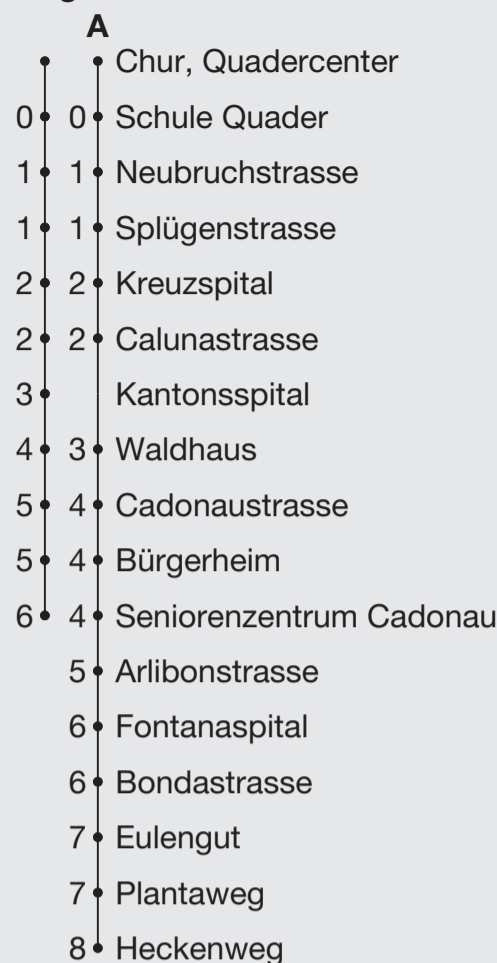 A
Chur, Quadercenter
0 0 Schule Quader
1 1 Neubruchstrasse
1 1 Splügenstrasse
2 2 Kreuzspital
2 2 Calunastrasse
3 Kantonsspital
4 3 Waldhaus
5 4 Cadonaustrasse
5 4 Bürgerheim
6 4 Seniorenzentrum Cadonau
5 Arlibonstrasse
6 Fontanaspital
6 Bondastrasse
7 Eulengut
7 Plantaweg
8 Heckenweg